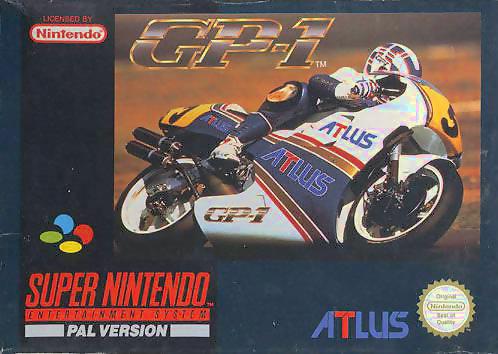 LICENSED BY
Nintendo
GP-1
TM
ATLUS
ATLUS
GP-1
SUPER NINTENDO
TM
ENTERTAINMENT SYSTEM
PAL VERSION
ATLUS
Original
Nintendo
Seal of
Quality